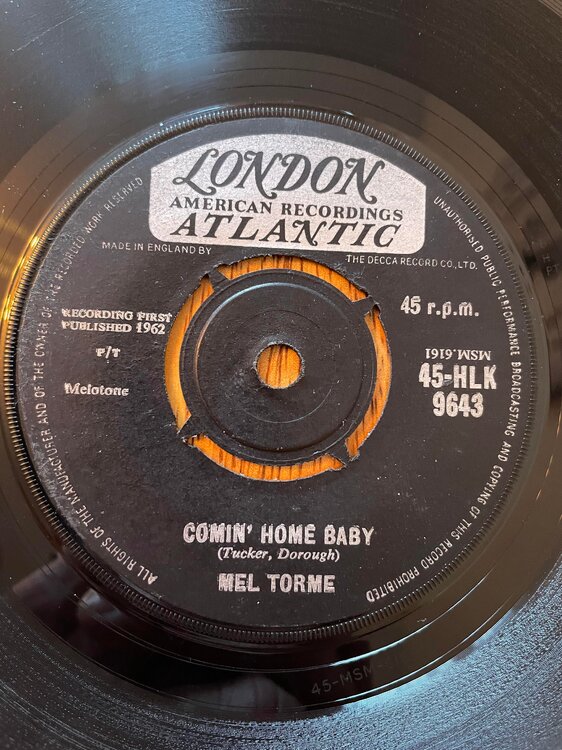 LONDON
AMERICAN RECORDINGS
ATLANTIC
MADE IN ENGLAND BY
THE DECCA RECORD CO., LTD.
RECORDING FIRST
PUBLISHED 1962
P/T
Melotone
45 r.p.m.
MSM.6161
45-HLK
9643
COMIN' HOME BABY
(Tucker, Dorough)
MEL TORME
ALL RIGHTS OF THE MANUFACTURER AND OF THE OWNER OF THE RECORDED WORK RESERVED
UNAUTHORISED PUBLIC PERFORMANCE BROADCASTING AND COPYING OF THIS RECORD PROHIBITED
45-MSM